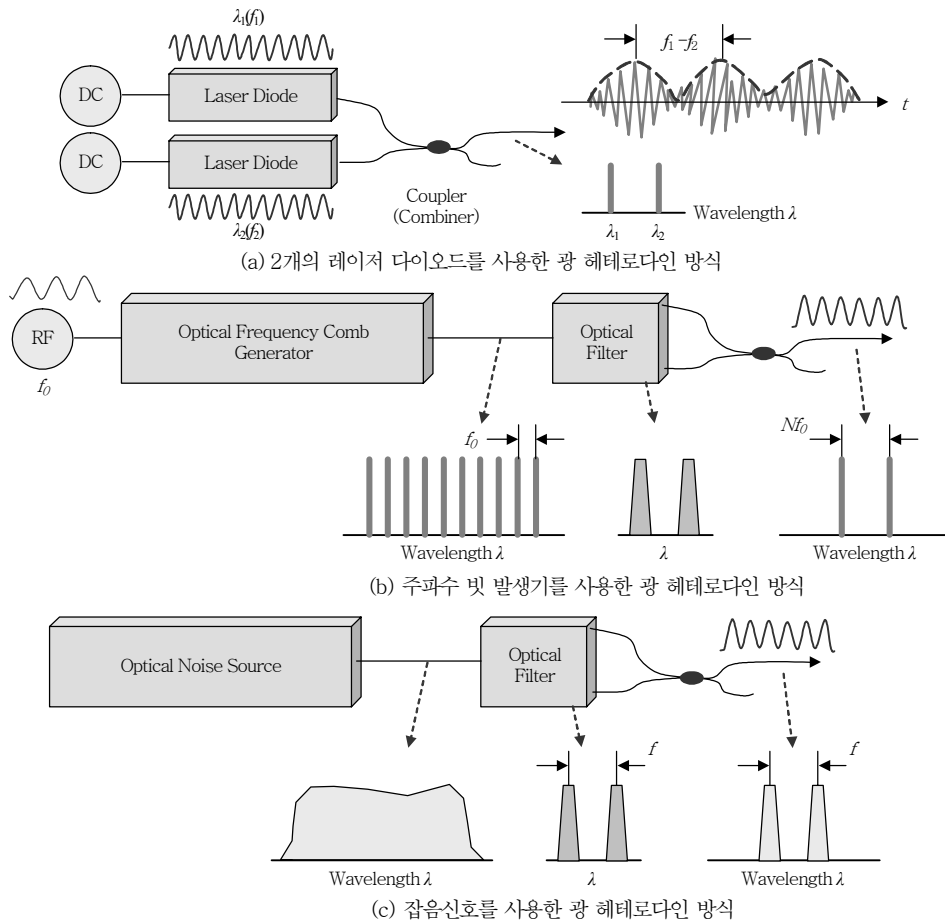 λ₁(f₁)
DC
Laser Diode
DC
Laser Diode
λ₂(f₂)
Coupler
(Combiner)
f₁-f₂
t
Wavelength λ
λ₁
λ₂
(a) 2개의 레이저 다이오드를 사용한 광 헤테로다인 방식
RF
f₀
Optical Frequency Comb
Generator
Optical
Filter
f₀
Nf₀
Wavelength λ
λ
Wavelength λ
(b) 주파수 빗 발생기를 사용한 광 헤테로다인 방식
Optical Noise Source
Optical
Filter
f
f
Wavelength λ
λ
Wavelength λ
(c) 잡음신호를 사용한 광 헤테로다인 방식